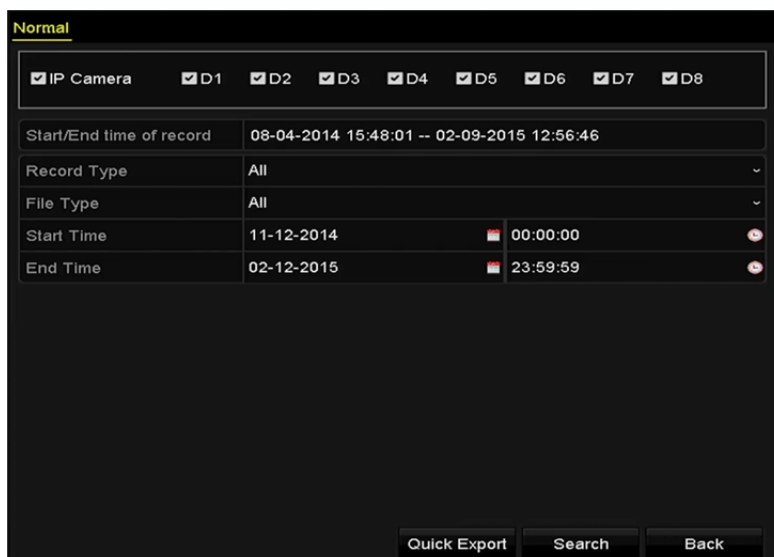 Normal
IP Camera D1 D2 D3 D4 D5 D6 D7 D8
Start/End time of record 08-04-2014 15:48:01 -- 02-09-2015 12:56:46
Record Type All
File Type All
Start Time 11-12-2014 00:00:00
End Time 02-12-2015 23:59:59
Quick Export Search Back